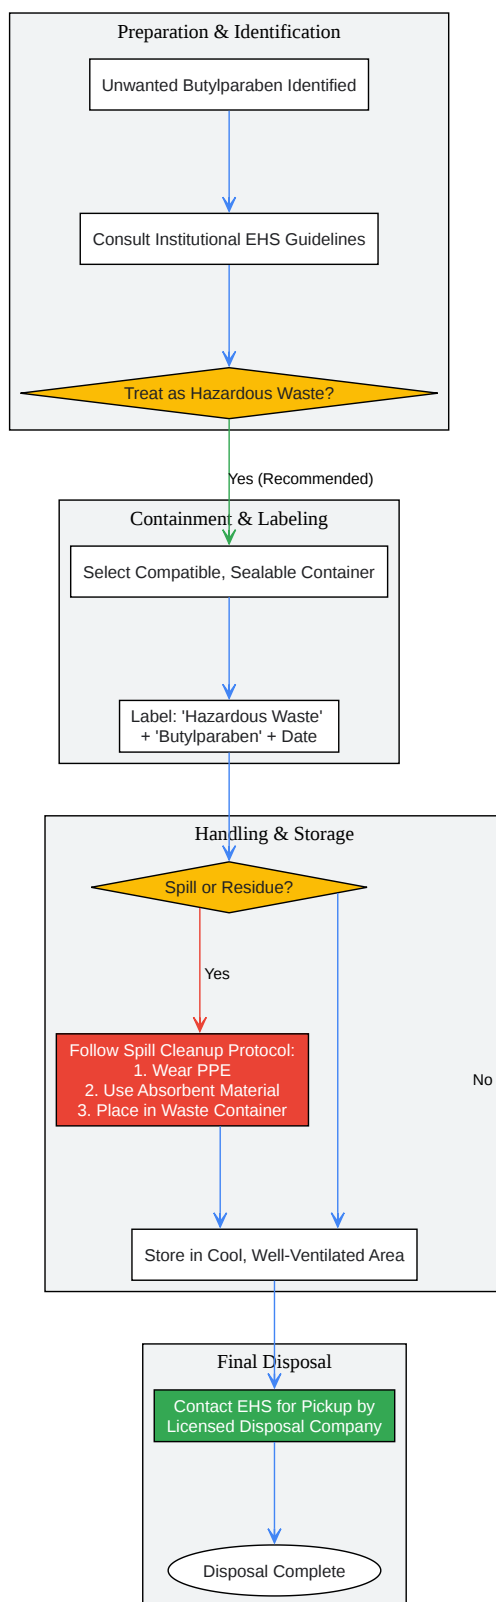 Preparation & Identification
Unwanted Butylparaben Identified
Consult Institutional EHS Guidelines
Treat as Hazardous Waste?
Yes (Recommended)
Containment & Labeling
Select Compatible, Sealable Container
Label: 'Hazardous Waste'
+ 'Butylparaben' + Date
Handling & Storage
Spill or Residue?
Yes
Follow Spill Cleanup Protocol:
1. Wear PPE
2. Use Absorbent Material
3. Place in Waste Container
No
Store in Cool, Well-Ventilated Area
Final Disposal
Contact EHS for Pickup by
Licensed Disposal Company
Disposal Complete